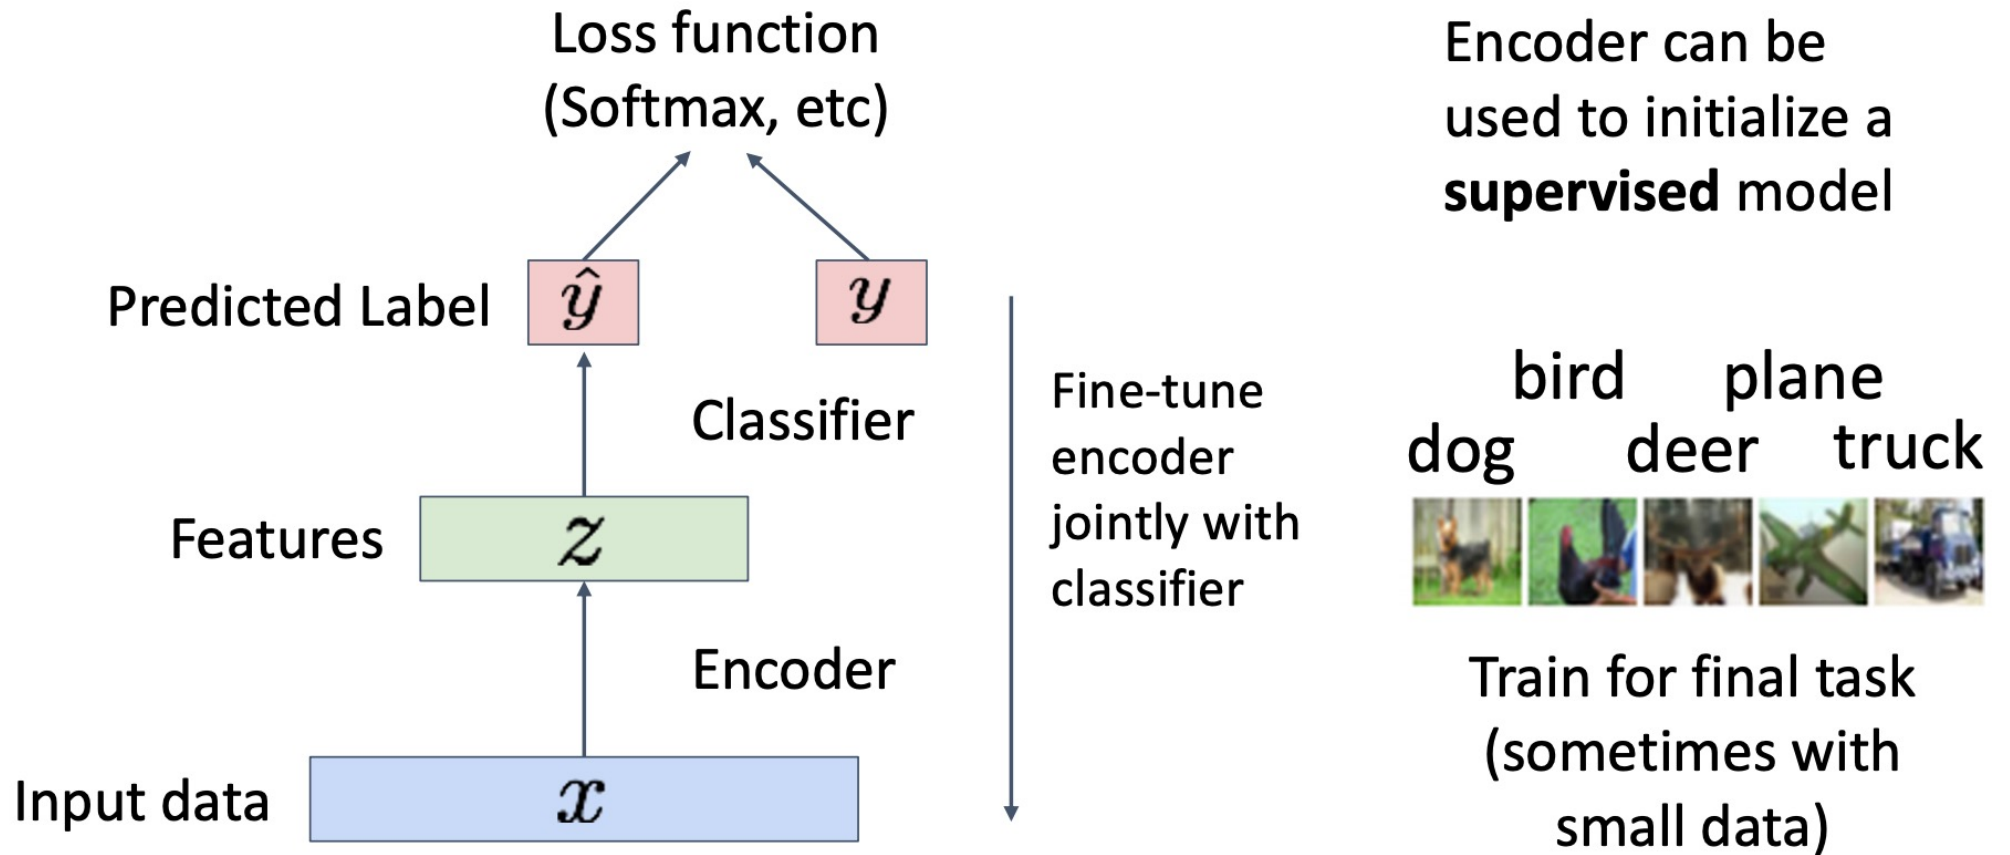 Loss function
(Softmax, etc)
Encoder can be
used to initialize a
supervised model
Predicted Label
ŷ
y
Classifier
Features
z
Encoder
Input data
x
Fine-tune
encoder
jointly with
classifier
bird plane
dog deer truck
Train for final task
(sometimes with
small data)